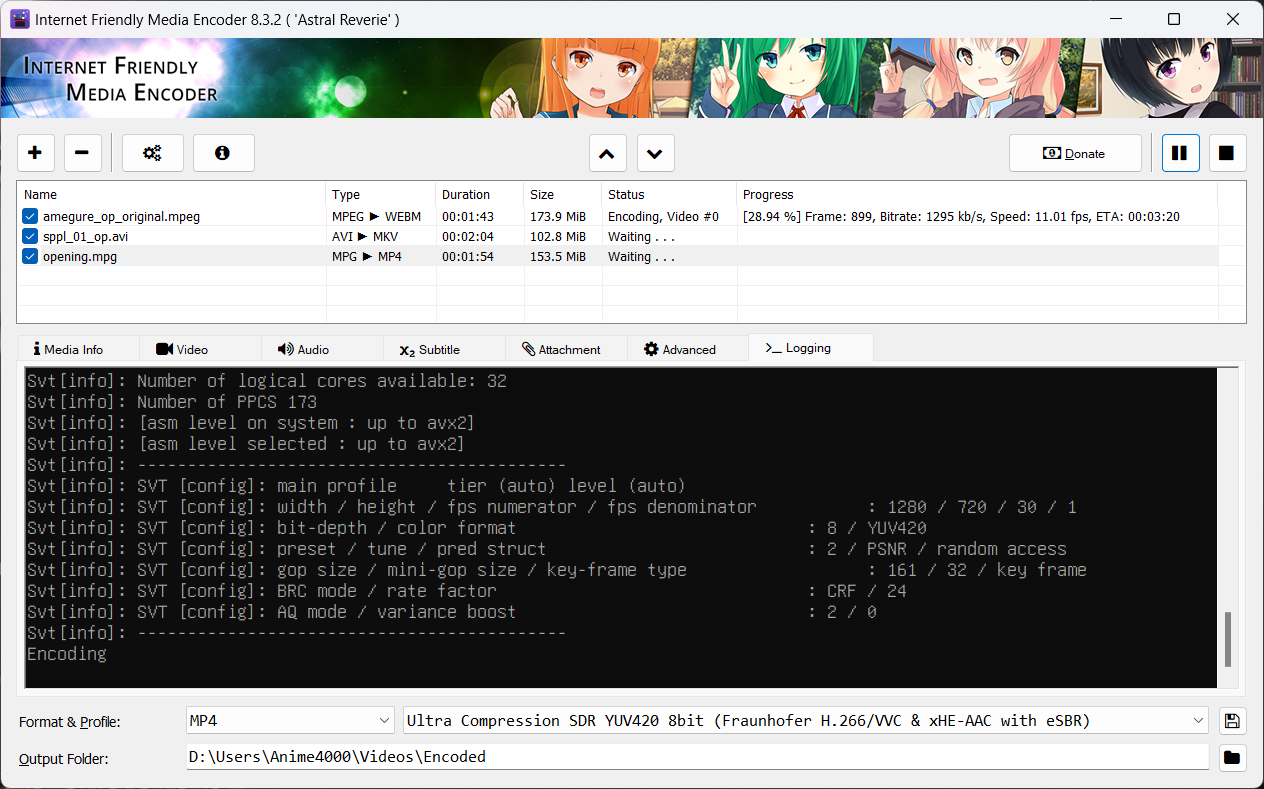 Internet Friendly Media Encoder 8.3.2 ( 'Astral Reverie' )
INTERNET FRIENDLY
MEDIA ENCODER
Donate
Name Type Duration Size Status Progress
amegure_op_original.mpeg MPEG ► WEBM 00:01:43 173.9 MiB Encoding, Video #0 [28.94 %] Frame: 899, Bitrate: 1295 kb/s, Speed: 11.01 fps, ETA: 00:03:20
sppl_01_op.avi AVI ► MKV 00:02:04 102.8 MiB Waiting . . .
opening.mpg MPG ► MP4 00:01:54 153.5 MiB Waiting . . .
Media Info Video Audio Subtitle Attachment Advanced Logging
Svt[info]: Number of logical cores available: 32
Svt[info]: Number of PPCS 173
Svt[info]: [asm level on system : up to avx2]
Svt[info]: [asm level selected : up to avx2]
Svt[info]: -------------------------------------------
Svt[info]: SVT [config]: main profile tier (auto) level (auto)
Svt[info]: SVT [config]: width / height / fps numerator / fps denominator : 1280 / 720 / 30 / 1
Svt[info]: SVT [config]: bit-depth / color format : 8 / YUV420
Svt[info]: SVT [config]: preset / tune / pred struct : 2 / PSNR / random access
Svt[info]: SVT [config]: gop size / mini-gop size / key-frame type : 161 / 32 / key frame
Svt[info]: SVT [config]: BRC mode / rate factor : CRF / 24
Svt[info]: SVT [config]: AQ mode / variance boost : 2 / 0
Svt[info]: -------------------------------------------
Encoding
Format & Profile: MP4 Ultra Compression SDR YUV420 8bit (Fraunhofer H.266/VVC & xHE-AAC with eSBR)
Output Folder: D:\Users\Anime4000\Videos\Encoded